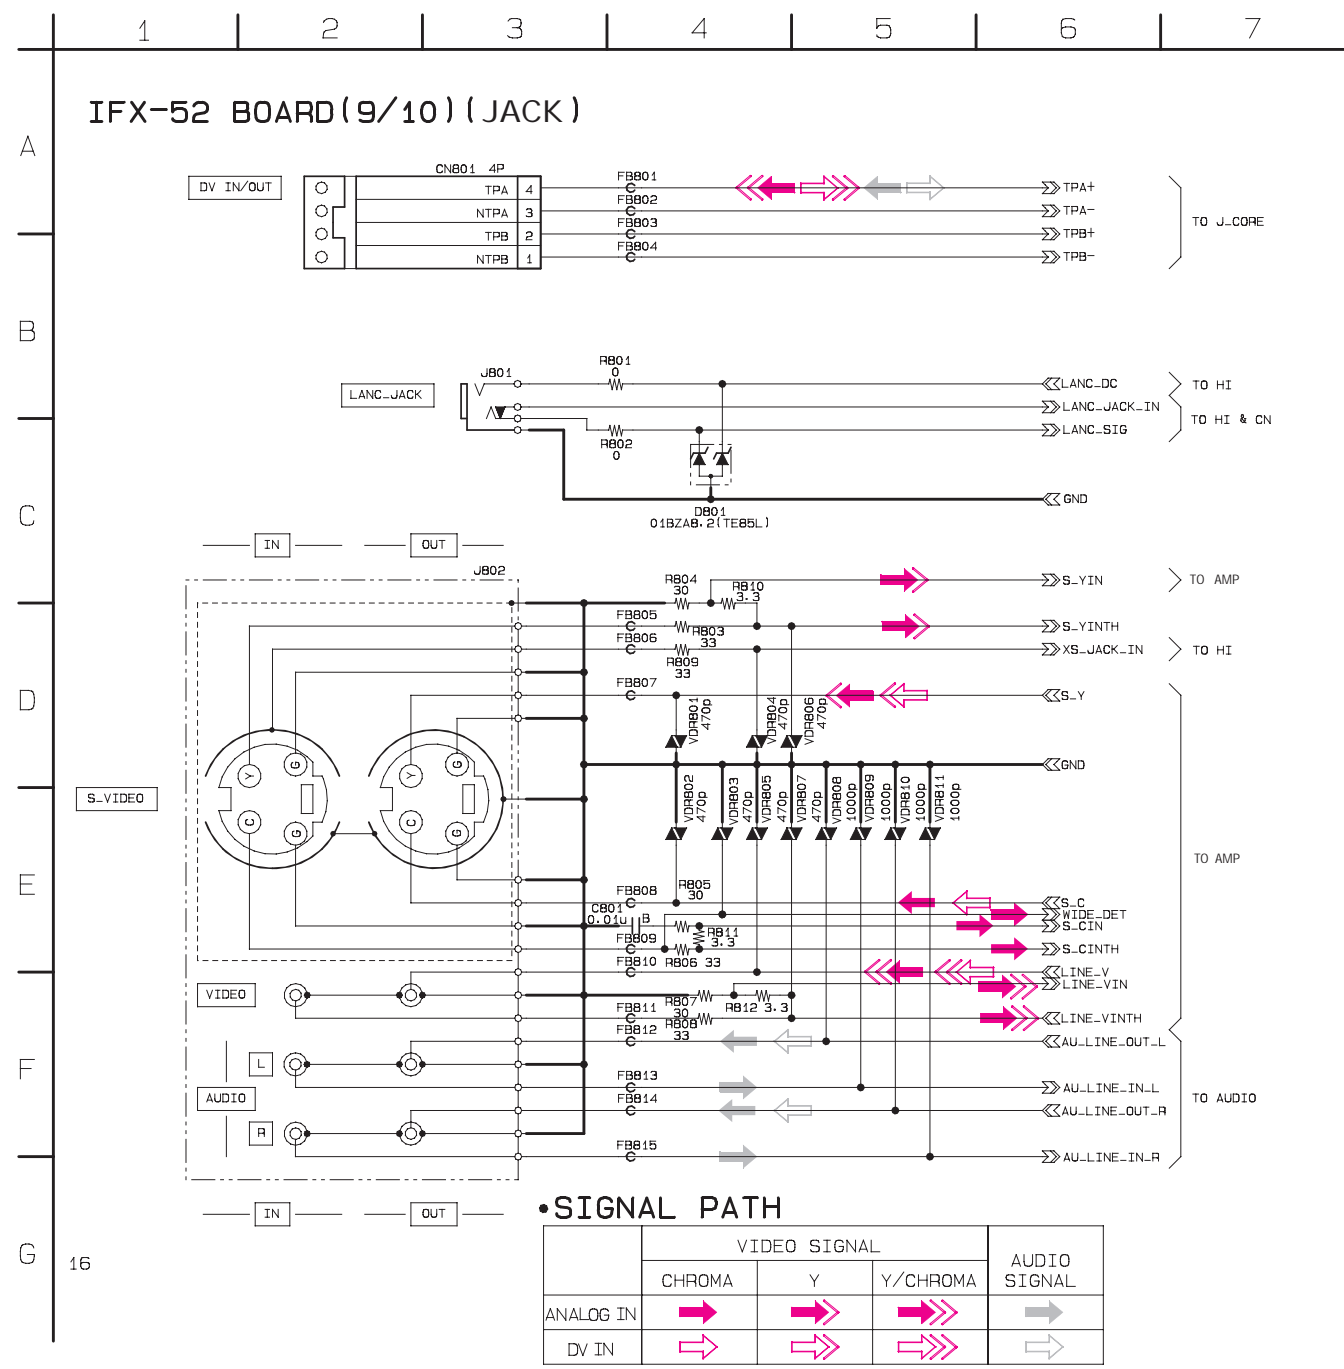 1 2 3 4 5 6 7
IFX-52 BOARD(9/10)(JACK)
A
CN801 4P
DV IN/OUT
TPA 4
NTPA 3
TPB 2
NTPB 1
FB801
FB802
FB803
FB804
TPA+
TPA-
TPB+
TPB-
TO J_CORE
B
LANC_JACK
J801
R801
0
R802
0
LANC_DC
LANC_JACK_IN
LANC_SIG
GND
TO HI
TO HI & CN
D801
01BZA8.2(TE85L)
C
IN OUT
J802
R804
30
R810
3.3
S_YIN
TO AMP
FB805
FB806
R803
33
R809
33
S_YINTH
XS_JACK_IN
TO HI
D
FB807
S_Y
VDR801
470p
VDR804
470p
VDR806
470p
GND
S_VIDEO
Y G Y G
C G C G
VDR802
470p
VDR803
470p
VDR805
470p
VDR807
470p
VDR808
1000p
VDR809
1000p
VDR810
1000p
VDR811
1000p
TO AMP
E
FB808
R805
30
C801
0.01u B
R811
3.3
FB809
R806 33
FB810
S_C
WIDE_DET
S_CIN
S_CINTH
LINE_V
LINE_VIN
VIDEO
R807
30
R812 3.3
FB811
R808
33
LINE_VINTH
FB812
AU_LINE_OUT_L
F
L
AUDIO
R
FB813
FB814
FB815
AU_LINE_IN_L
AU_LINE_OUT_R
AU_LINE_IN_R
TO AUDIO
IN OUT
G
16
•SIGNAL PATH
VIDEO SIGNAL
AUDIO SIGNAL
CHROMA Y Y/CHROMA
ANALOG IN
DV IN